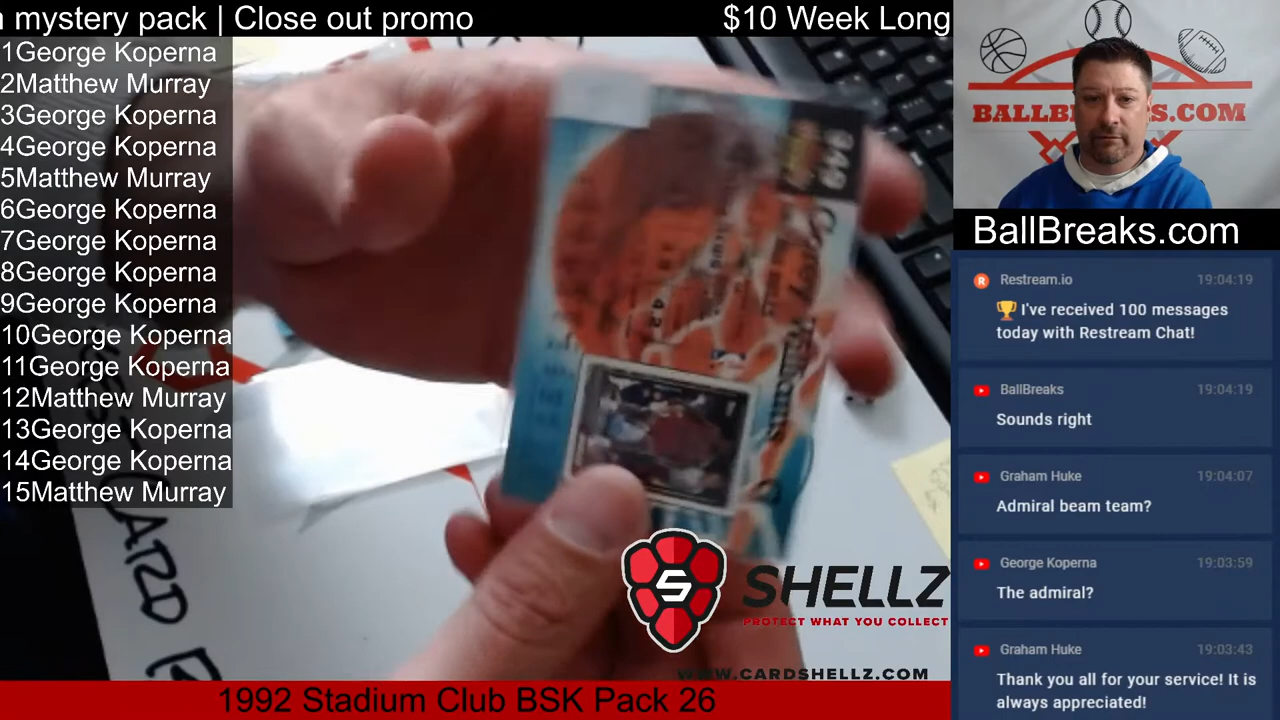 mystery pack | Close out promo
$10 Week Long
1George Koperna
2Matthew Murray
3George Koperna
4George Koperna
5Matthew Murray
6George Koperna
7George Koperna
8George Koperna
9George Koperna
10George Koperna
11George Koperna
12Matthew Murray
13George Koperna
14George Koperna
15Matthew Murray
349
SHELLZ
PROTECT WHAT YOU COLLECT
WWW.CARDSHELLZ.COM
1992 Stadium Club BSK Pack 26
BallBreaks.com
Restream.io 19:04:19
🏆 I've received 100 messages
today with Restream Chat!
BallBreaks 19:04:19
Sounds right
Graham Huke 19:04:07
Admiral beam team?
George Koperna 19:03:59
The admiral?
Graham Huke 19:03:43
Thank you all for your service! It is
always appreciated!